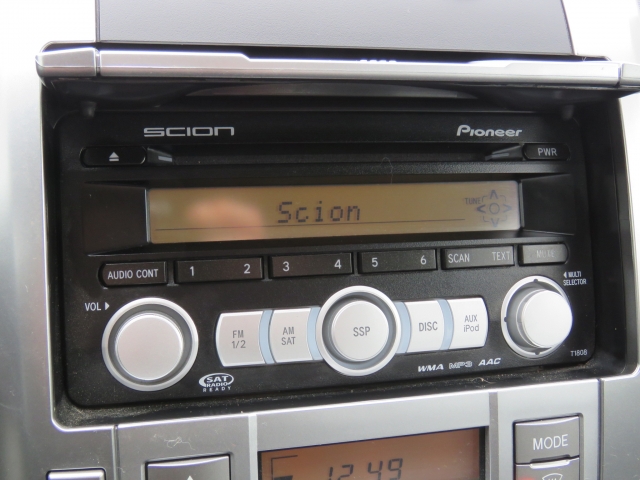 SCION Pioneer
PWR
Scion TUNE
AUDIO CONT 1 2 3 4 5 6 SCAN TEXT MUTE
VOL MULTI SELECTOR
FM 1/2 AM SAT SSP DISC AUX iPod
SAT RADIO READY WMA MP3 AAC T1808
12:49 MODE